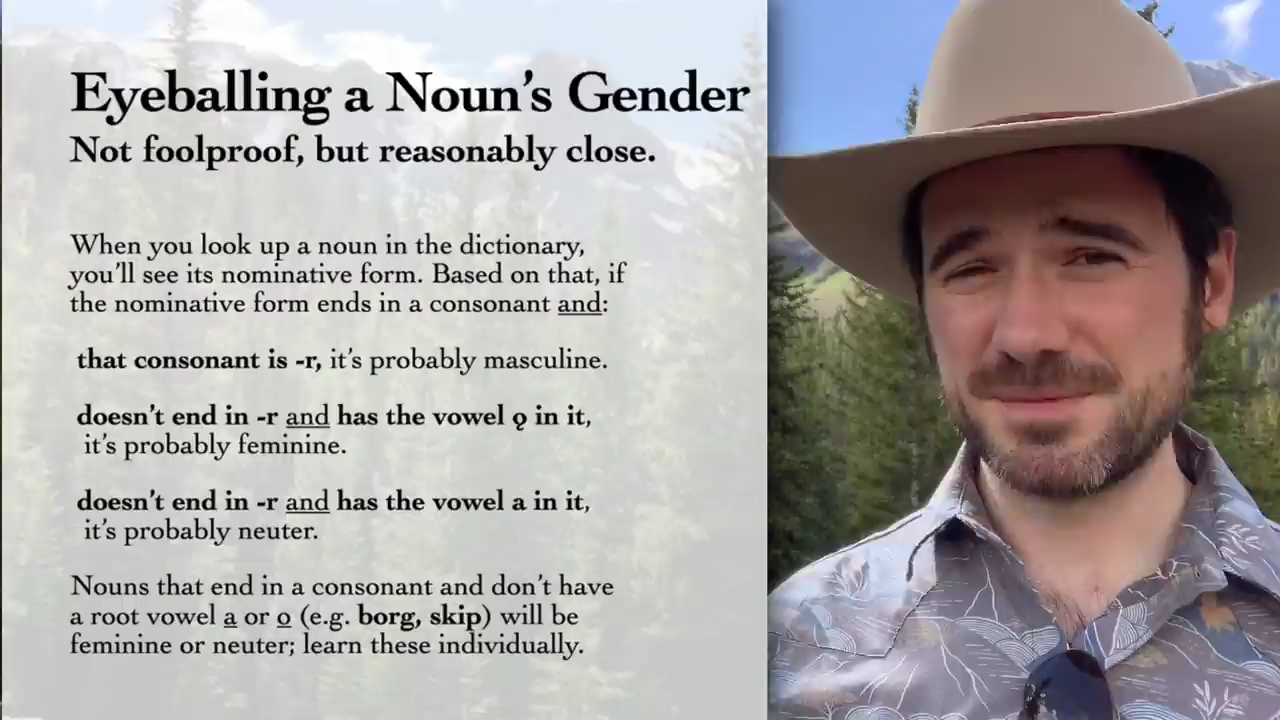 Eyeballing a Noun's Gender
Not foolproof, but reasonably close.
When you look up a noun in the dictionary,
you'll see its nominative form. Based on that, if
the nominative form ends in a consonant and:
that consonant is -r, it's probably masculine.
doesn't end in -r and has the vowel ǫ in it,
it's probably feminine.
doesn't end in -r and has the vowel a in it,
it's probably neuter.
Nouns that end in a consonant and don't have
a root vowel a or ǫ (e.g. borg, skip) will be
feminine or neuter; learn these individually.